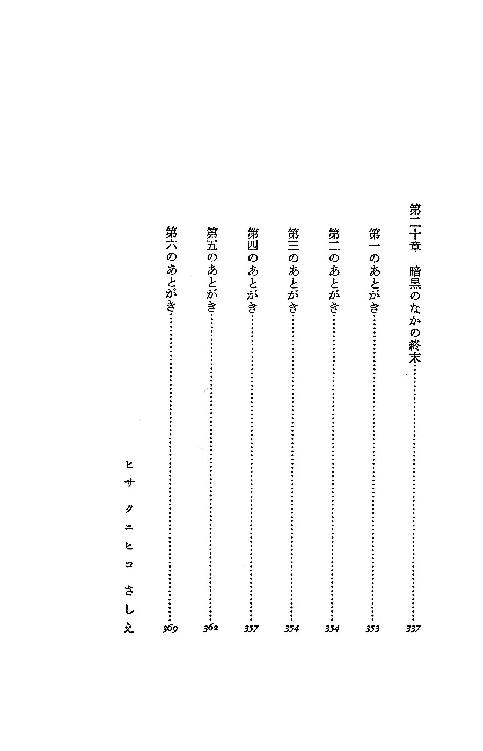 第二十章　暗黒のなかの終末……337
第一のあとがき……353
第二のあとがき……354
第三のあとがき……354
第四のあとがき……357
第五のあとがき……362
第六のあとがき……369
ヒサ クニヒコ さしえ